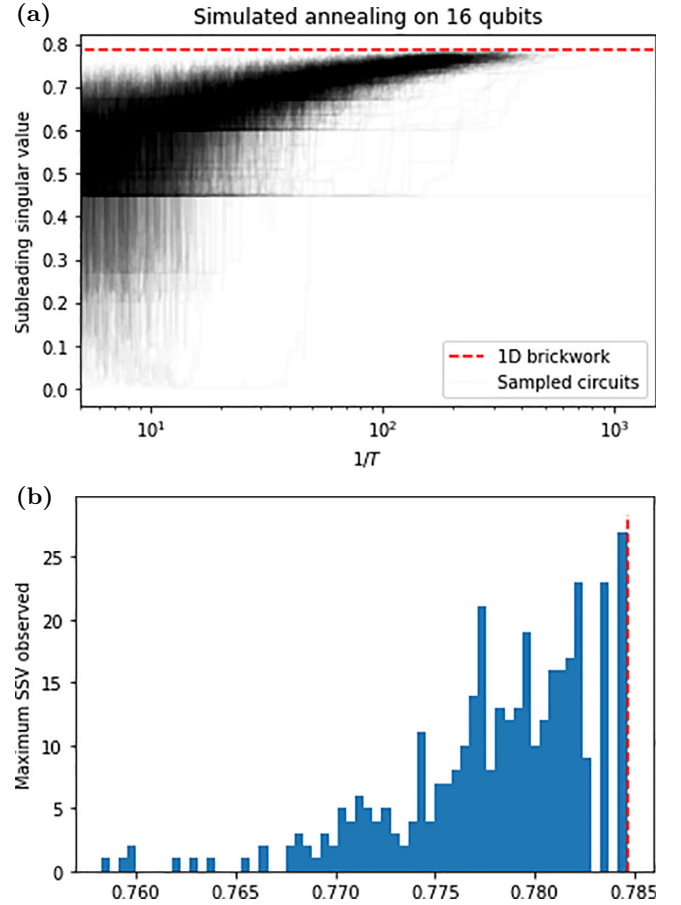 (a)
Simulated annealing on 16 qubits
0.8
0.7
0.6
0.5
0.4
0.3
0.2
0.1
0.0
Subleading singular value
1D brickwork
Sampled circuits
10¹ 10² 10³
1/T
(b)
25
20
15
10
5
0
Maximum SSV observed
0.760 0.765 0.770 0.775 0.780 0.785